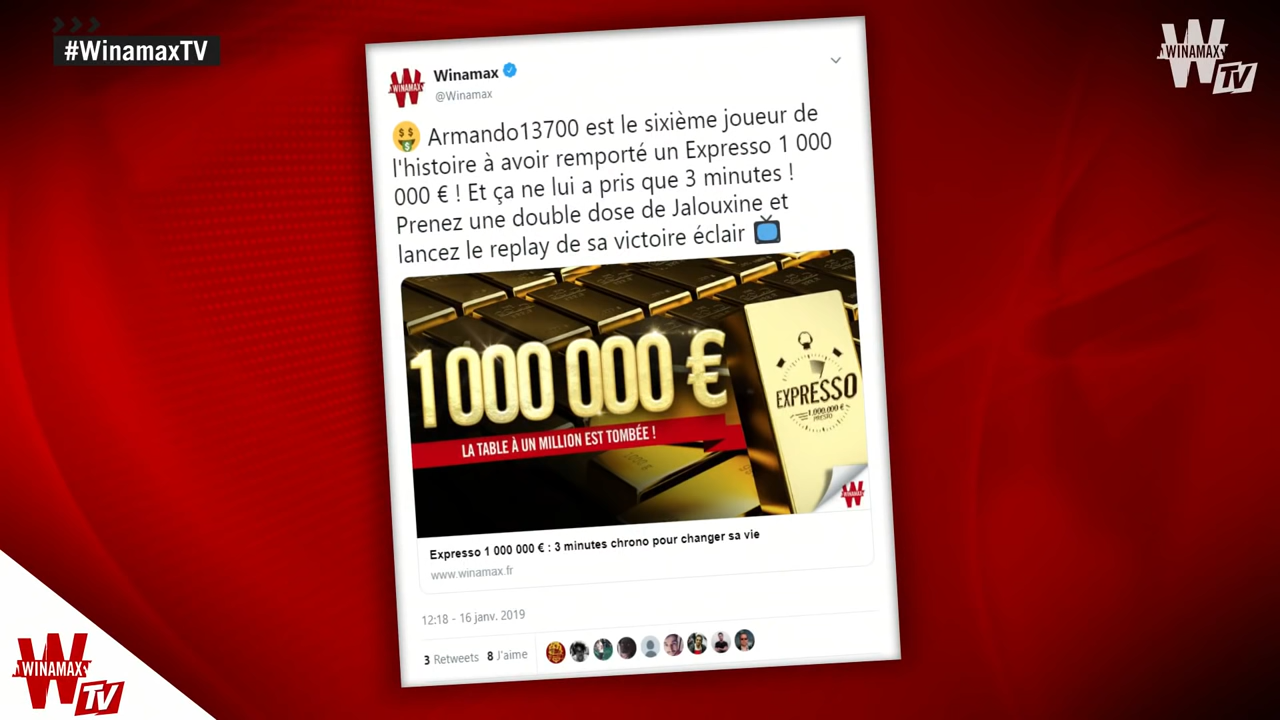 #WinamaxTV
WINAMAX
TV
WINAMAX
Winamax
@Winamax
Armando13700 est le sixième joueur de
l'histoire à avoir remporté un Expresso 1 000
000 € ! Et ça ne lui a pris que 3 minutes !
Prenez une double dose de Jalouxine et
lancez le replay de sa victoire éclair
1 000 000 €
LA TABLE À UN MILLION EST TOMBÉE !
EXPRESSO
1.000.000 €
PRESTO
Expresso 1 000 000 € : 3 minutes chrono pour changer sa vie
www.winamax.fr
12:18 - 16 janv. 2019
3 Retweets 8 J'aime
WINAMAX
TV